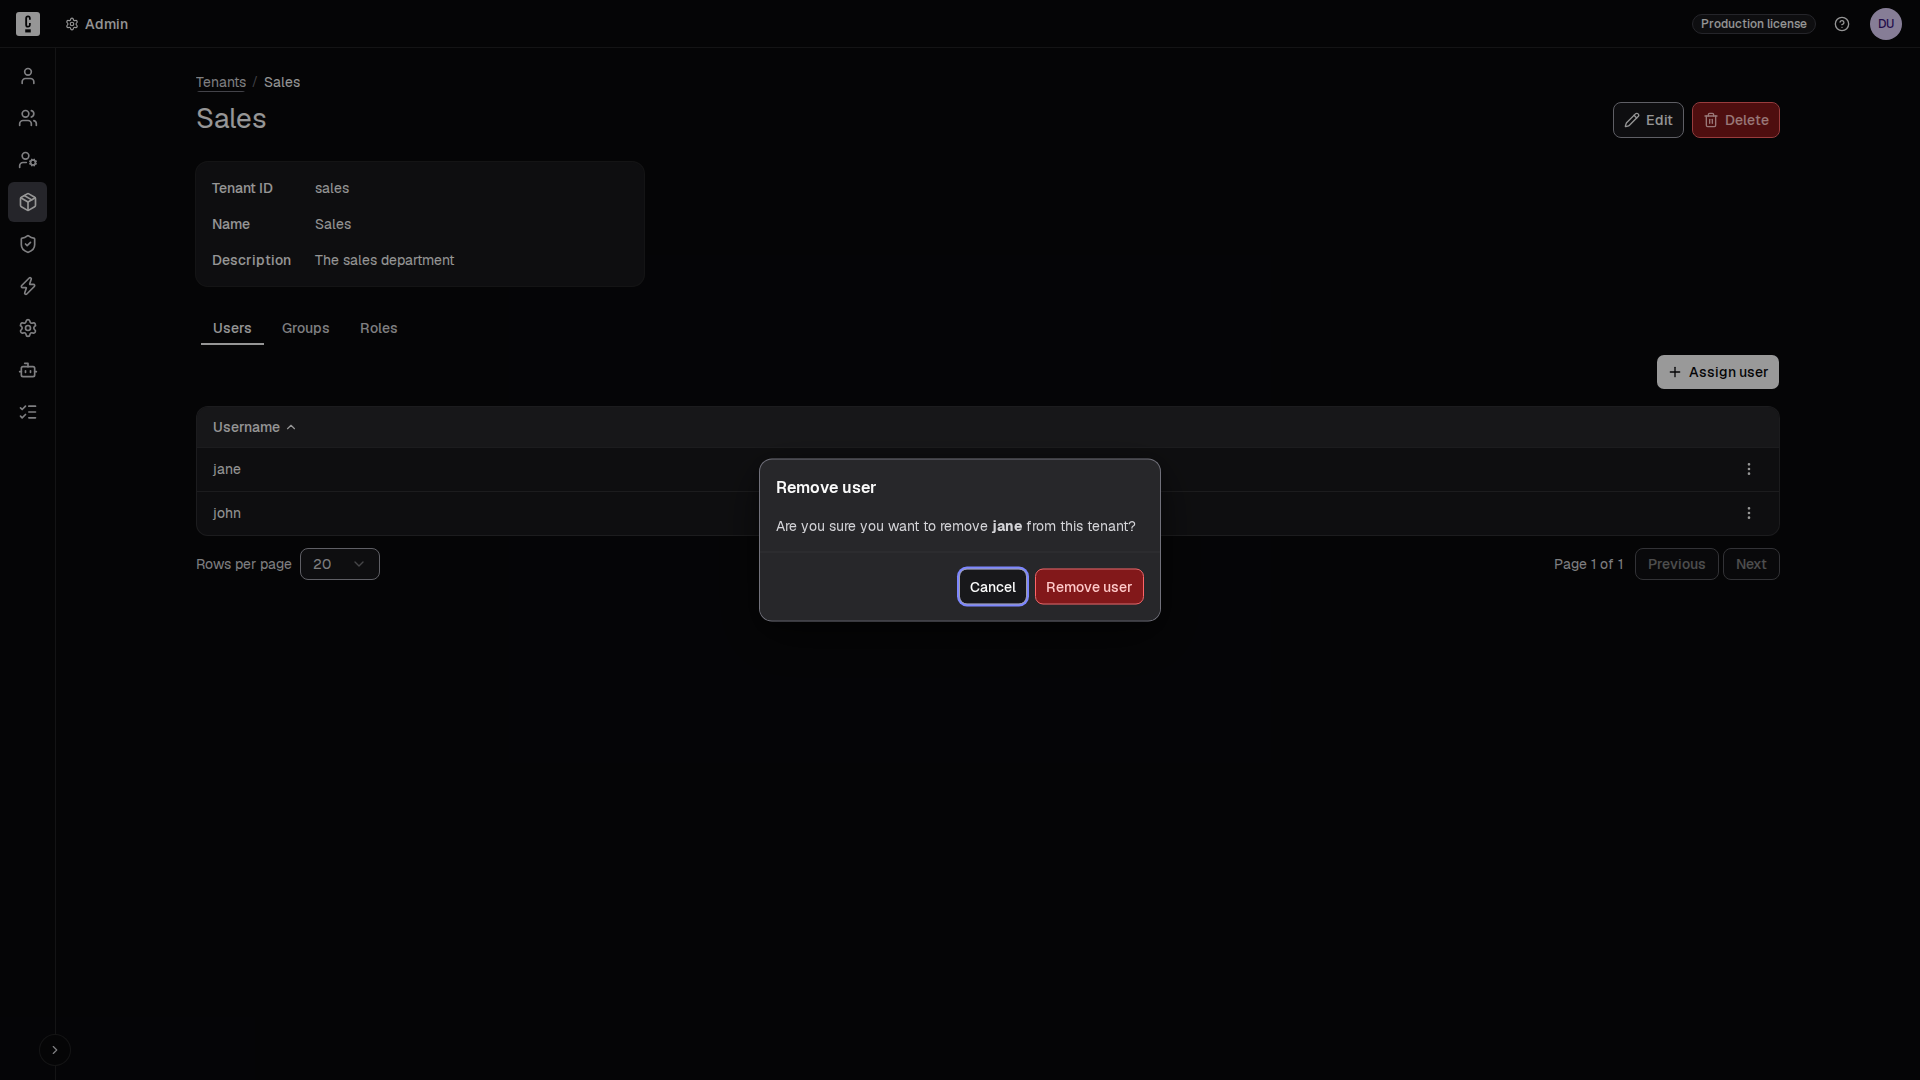 Admin
Production license
DU
Tenants / Sales
Sales
Edit
Delete
Tenant ID sales
Name Sales
Description The sales department
Users Groups Roles
Assign user
Username
jane
john
Remove user
Are you sure you want to remove jane from this tenant?
Cancel Remove user
Rows per page 20
Page 1 of 1 Previous Next